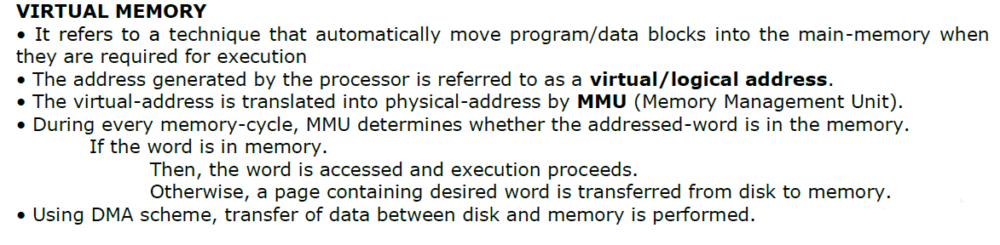 VIRTUAL MEMORY
• It refers to a technique that automatically move program/data blocks into the main-memory when
they are required for execution
• The address generated by the processor is referred to as a virtual/logical address.
• The virtual-address is translated into physical-address by MMU (Memory Management Unit).
• During every memory-cycle, MMU determines whether the addressed-word is in the memory.
If the word is in memory.
Then, the word is accessed and execution proceeds.
Otherwise, a page containing desired word is transferred from disk to memory.
• Using DMA scheme, transfer of data between disk and memory is performed.